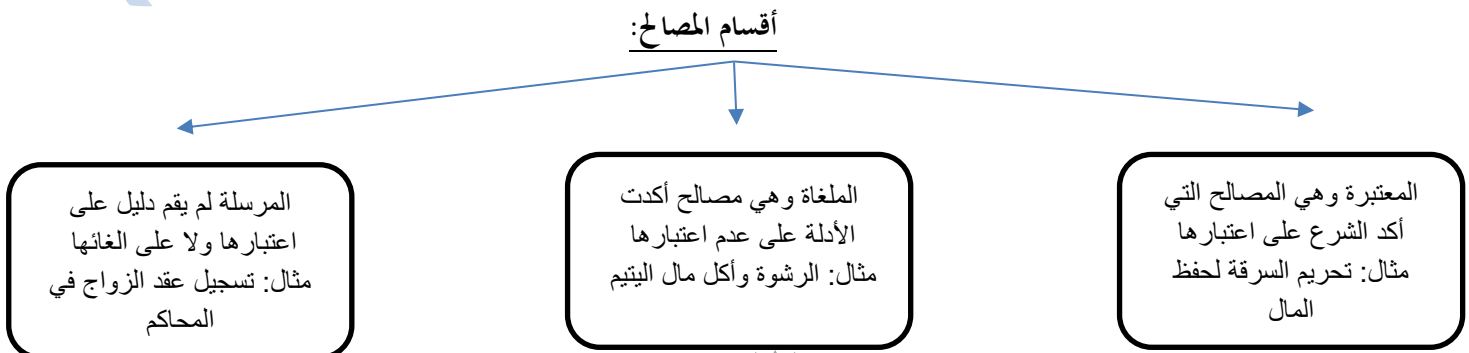 أقسام المصالح:
المعتبرة وهي المصالح التي
أكد الشرع على اعتبارها
مثال: تحريم السرقة لحفظ
المال
الملغاة وهي مصالح أكدت
الأدلة على عدم اعتبارها
مثال: الرشوة وأكل مال اليتيم
المرسلة لم يقم دليل على
اعتبارها ولا على الغائها
مثال: تسجيل عقد الزواج في
المحاكم